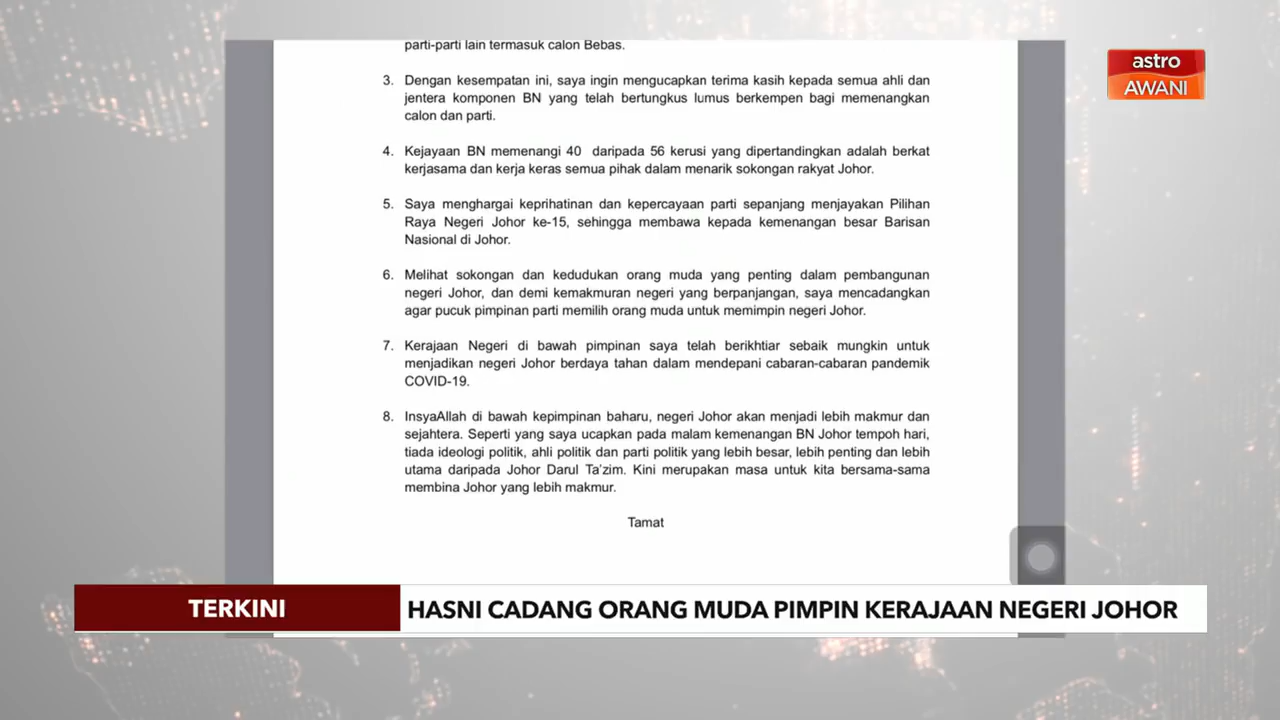 parti-parti lain termasuk calon Bebas.
astro
AWANI
3. Dengan kesempatan ini, saya ingin mengucapkan terima kasih kepada semua ahli dan
jentera komponen BN yang telah bertungkus lumus berkempen bagi memenangkan
calon dan parti.
4. Kejayaan BN memenangi 40 daripada 56 kerusi yang dipertandingkan adalah berkat
kerjasama dan kerja keras semua pihak dalam menarik sokongan rakyat Johor.
5. Saya menghargai keprihatinan dan kepercayaan parti sepanjang menjayakan Pilihan
Raya Negeri Johor ke-15, sehingga membawa kepada kemenangan besar Barisan
Nasional di Johor.
6. Melihat sokongan dan kedudukan orang muda yang penting dalam pembangunan
negeri Johor, dan demi kemakmuran negeri yang berpanjangan, saya mencadangkan
agar pucuk pimpinan parti memilih orang muda untuk memimpin negeri Johor.
7. Kerajaan Negeri di bawah pimpinan saya telah berikhtiar sebaik mungkin untuk
menjadikan negeri Johor berdaya tahan dalam mendepani cabaran-cabaran pandemik
COVID-19.
8. InsyaAllah di bawah kepimpinan baharu, negeri Johor akan menjadi lebih makmur dan
sejahtera. Seperti yang saya ucapkan pada malam kemenangan BN Johor tempoh hari,
tiada ideologi politik, ahli politik dan parti politik yang lebih besar, lebih penting dan lebih
utama daripada Johor Darul Ta'zim. Kini merupakan masa untuk kita bersama-sama
membina Johor yang lebih makmur.
Tamat
TERKINI
HASNI CADANG ORANG MUDA PIMPIN KERAJAAN NEGERI JOHOR